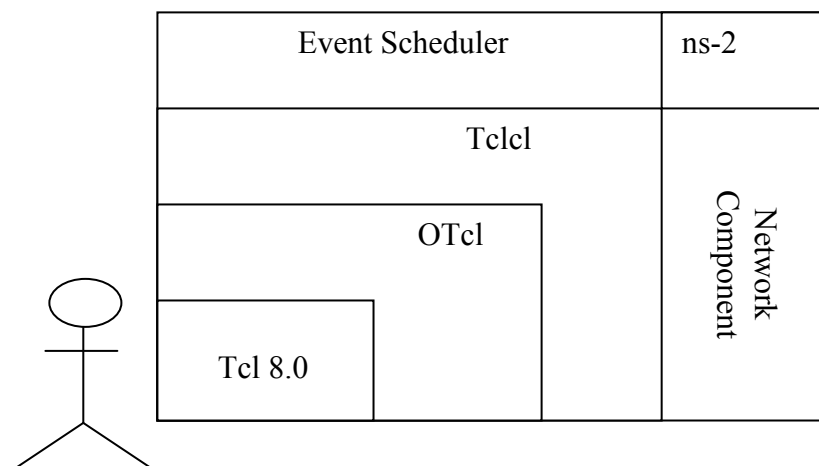 Event Scheduler
ns-2
Tclcl
OTcl
Tcl 8.0
Network
Component